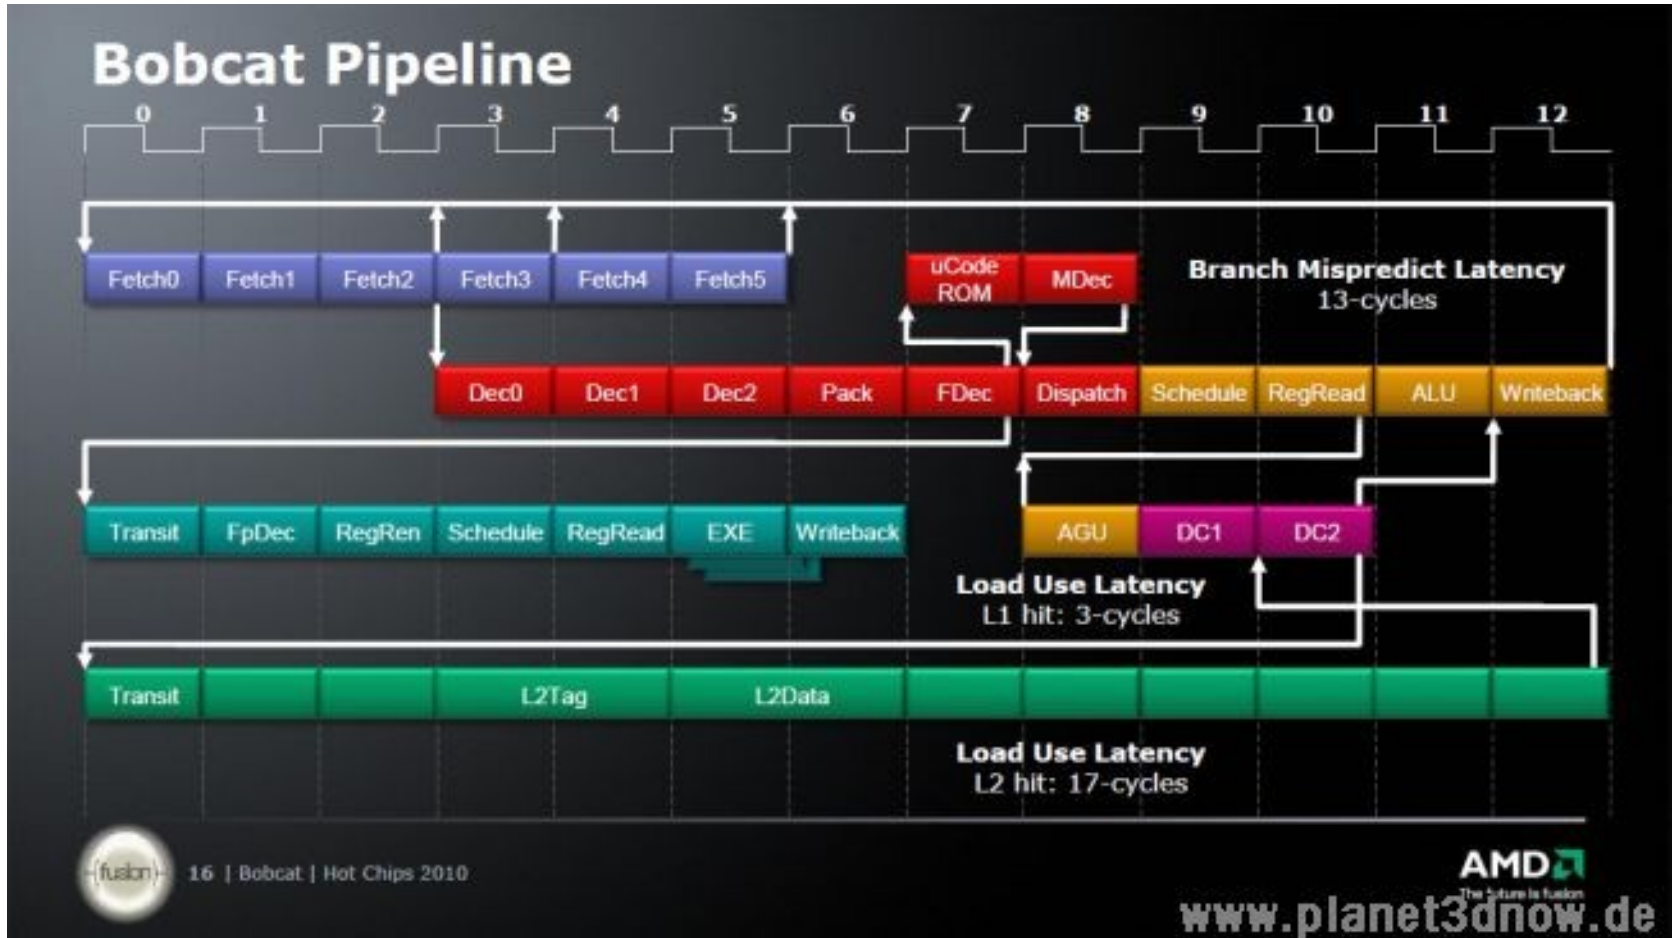 Bobcat Pipeline
0 1 2 3 4 5 6 7 8 9 10 11 12
Fetch0 Fetch1 Fetch2 Fetch3 Fetch4 Fetch5
uCode
ROM
MDec
Branch Mispredict Latency
13-cycles
Dec0 Dec1 Dec2 Pack FDec Dispatch Schedule RegRead ALU Writeback
Transit FpDec RegRen Schedule RegRead EXE Writeback
AGU DC1 DC2
Load Use Latency
L1 hit: 3-cycles
Transit L2Tag L2Data
Load Use Latency
L2 hit: 17-cycles
fusion
16 | Bobcat | Hot Chips 2010
AMD
The future is fusion
www.planet3dnow.de